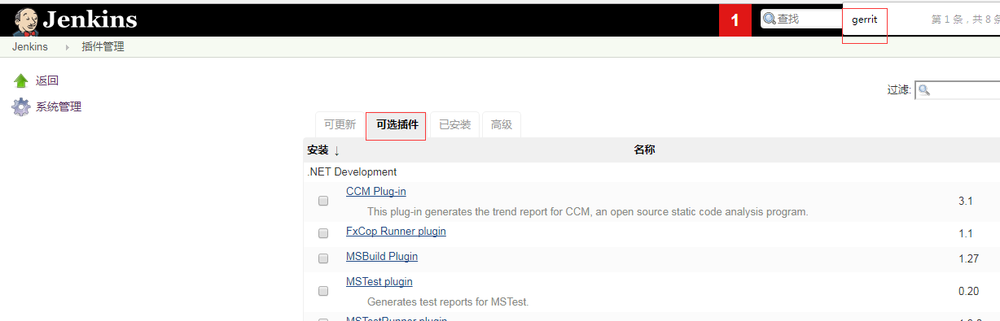 Jenkins
1
查找
gerrit
第 1 条，共 8 条
Jenkins
插件管理
返回
系统管理
过滤:
可更新
可选插件
已安装
高级
安装 ↓
名称
.NET Development
CCM Plug-in
This plug-in generates the trend report for CCM, an open source static code analysis program.
3.1
FxCop Runner plugin
1.1
MSBuild Plugin
1.27
MSTest plugin
Generates test reports for MSTest.
0.20
MSTestRunner plugin